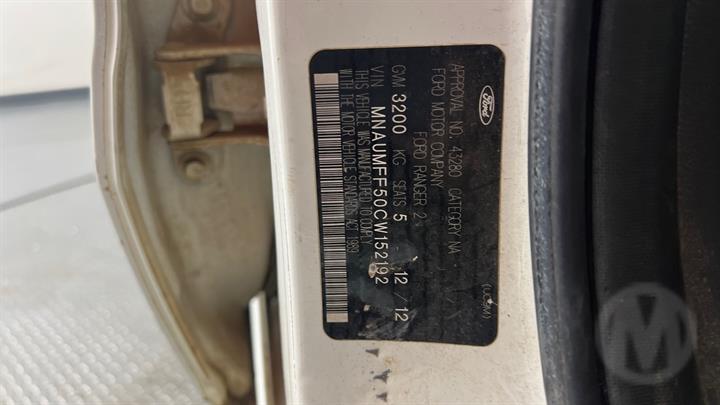 Ford
APPROVAL NO. 43280 CATEGORY NA
FORD MOTOR COMPANY
FORD RANGER 2
(UC5M)
GVM 3200 KG SEATS 5 12/12
VIN MNAUMFF50CW152192
THIS VEHICLE WAS MANUFACTURED TO COMPLY
WITH THE MOTOR VEHICLE STANDARDS ACT 1989
M